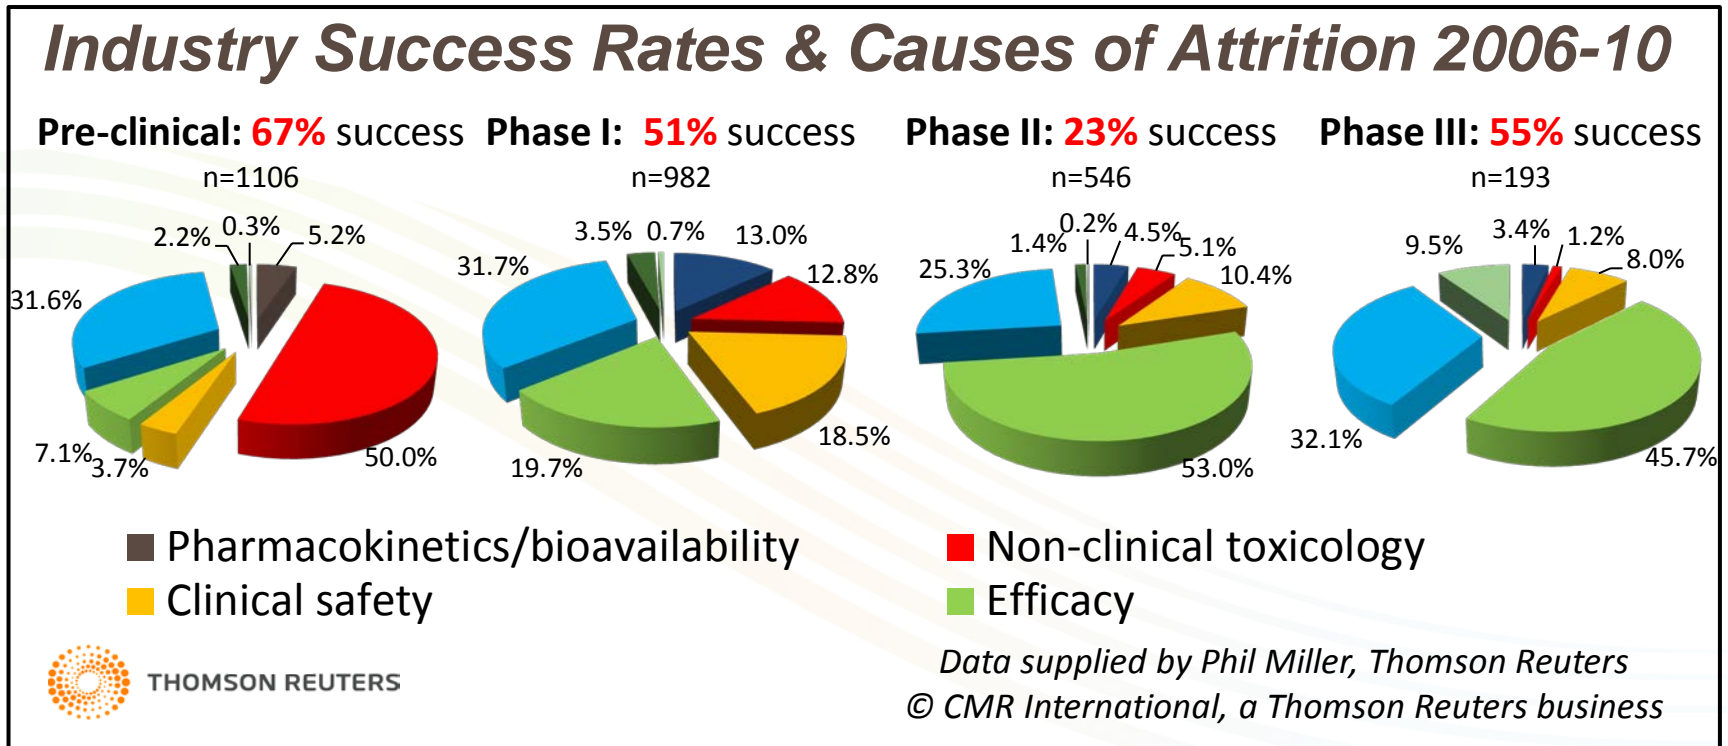 Industry Success Rates & Causes of Attrition 2006-10
Pre-clinical: 67% success
n=1106
2.2%
0.3%
5.2%
31.6%
7.1%
3.7%
50.0%
Phase I: 51% success
n=982
3.5%
0.7%
13.0%
31.7%
12.8%
18.5%
19.7%
Phase II: 23% success
n=546
0.2%
1.4%
4.5%
5.1%
25.3%
10.4%
53.0%
Phase III: 55% success
n=193
9.5%
3.4%
1.2%
8.0%
32.1%
45.7%
Pharmacokinetics/bioavailability
Non-clinical toxicology
Clinical safety
Efficacy
THOMSON REUTERS
Data supplied by Phil Miller, Thomson Reuters
© CMR International, a Thomson Reuters business